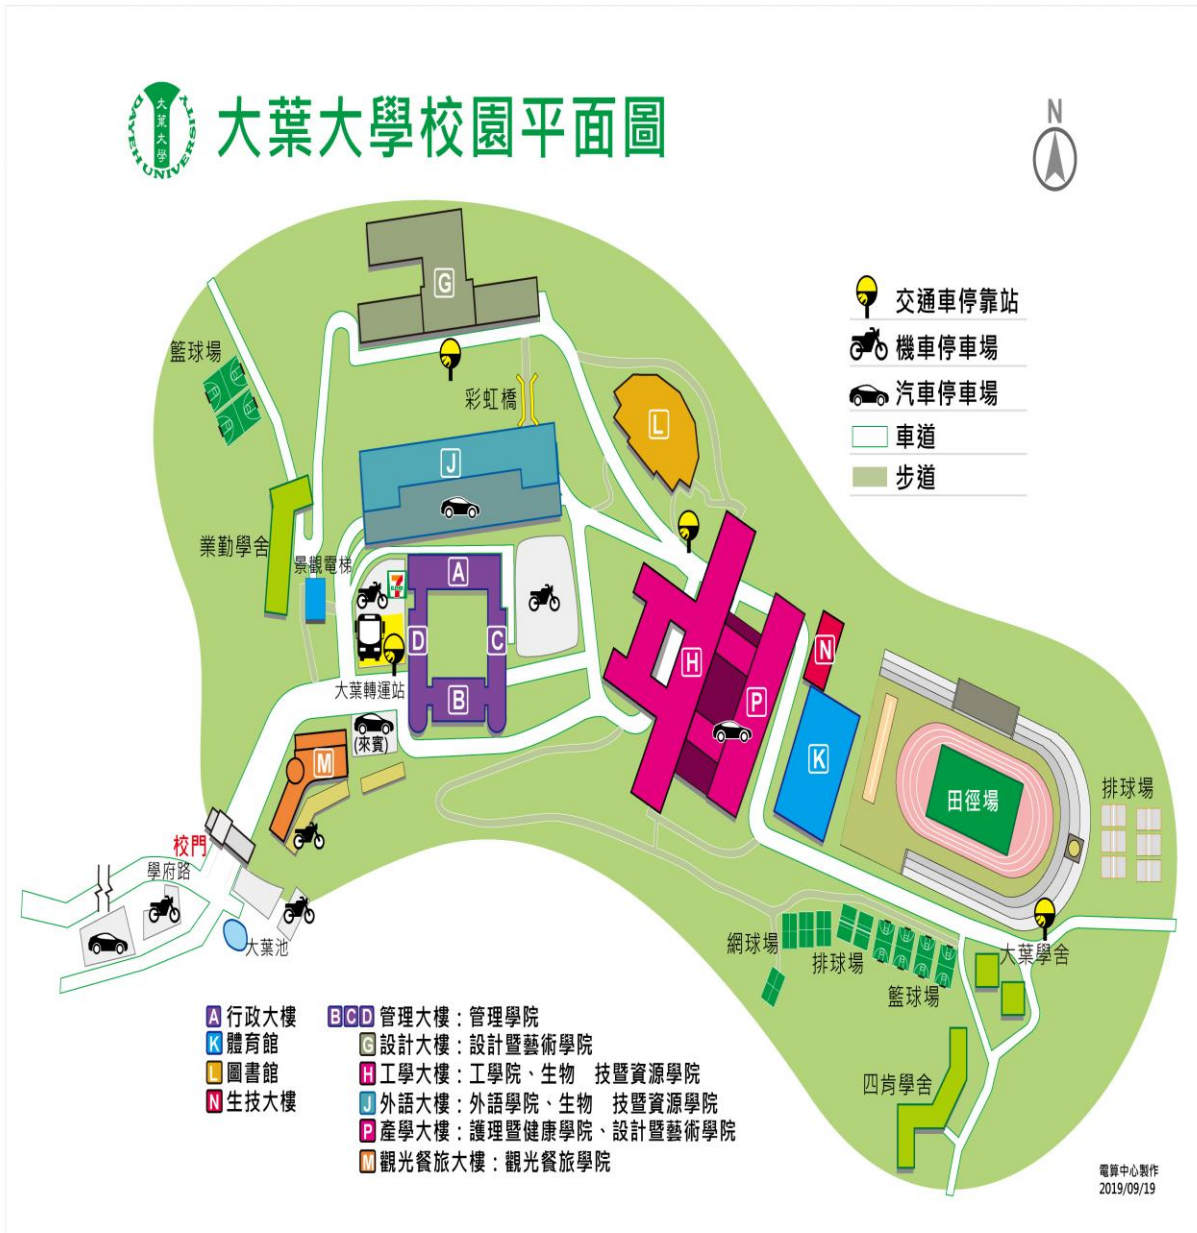 大葉大學
DAYEH UNIVERSITY
大葉大學校園平面圖
N
交通車停靠站
機車停車場
汽車停車場
車道
步道
G
籃球場
彩虹橋
L
J
業勤學舍
景觀電梯
A
7
ELEVEN
D
C
B
大葉轉運站
(來賓)
M
H
N
P
K
田徑場
排球場
校門
學府路
大葉池
網球場
排球場
籃球場
大葉學舍
四肯學舍
A 行政大樓
K 體育館
L 圖書館
N 生技大樓
BCD 管理大樓：管理學院
G 設計大樓：設計暨藝術學院
H 工學大樓：工學院、生物 技暨資源學院
J 外語大樓：外語學院、生物 技暨資源學院
P 產學大樓：護理暨健康學院、設計暨藝術學院
M 觀光餐旅大樓：觀光餐旅學院
電算中心製作
2019/09/19